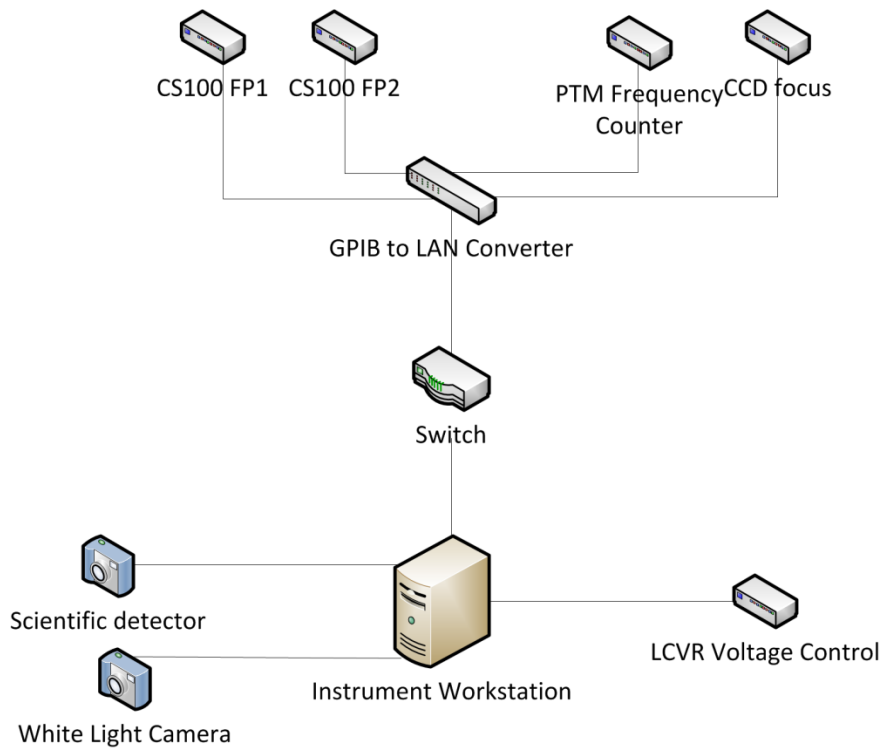 CS100 FP1
CS100 FP2
PTM Frequency
Counter
CCD focus
GPIB to LAN Converter
Switch
Scientific detector
LCVR Voltage Control
Instrument Workstation
White Light Camera